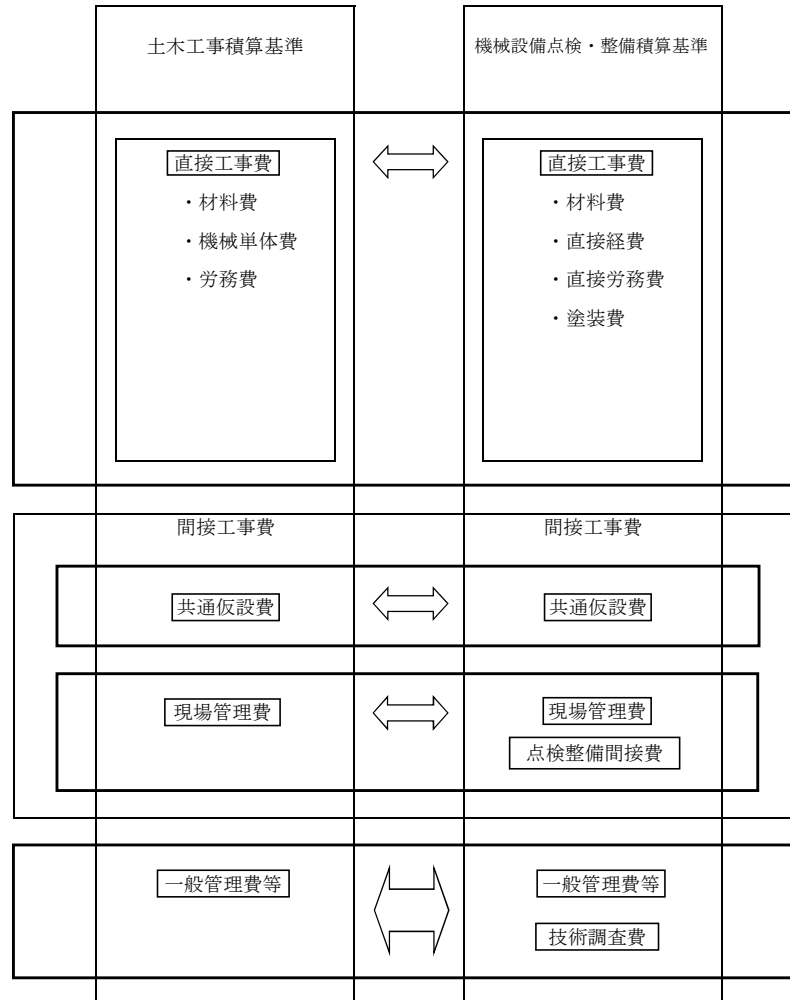 土木工事積算基準
機械設備点検・整備積算基準
直接工事費
・材料費
・機械単体費
・労務費
直接工事費
・材料費
・直接経費
・直接労務費
・塗装費
間接工事費
間接工事費
共通仮設費
共通仮設費
現場管理費
現場管理費
点検整備間接費
一般管理費等
一般管理費等
技術調査費